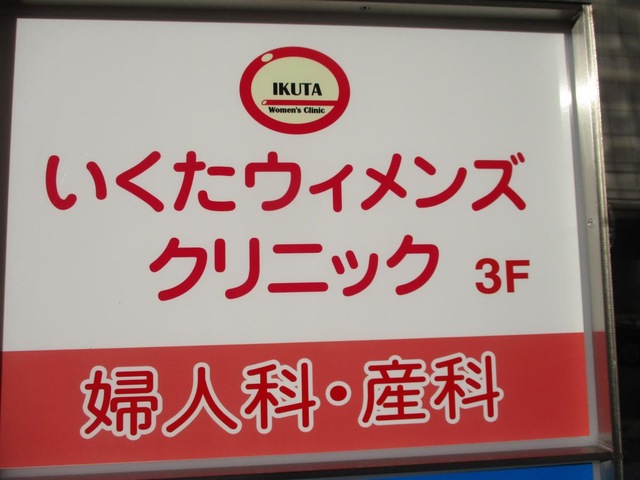 IKUTA
Women's Clinic
いくたウィメンズ
クリニック 3F
婦人科・産科